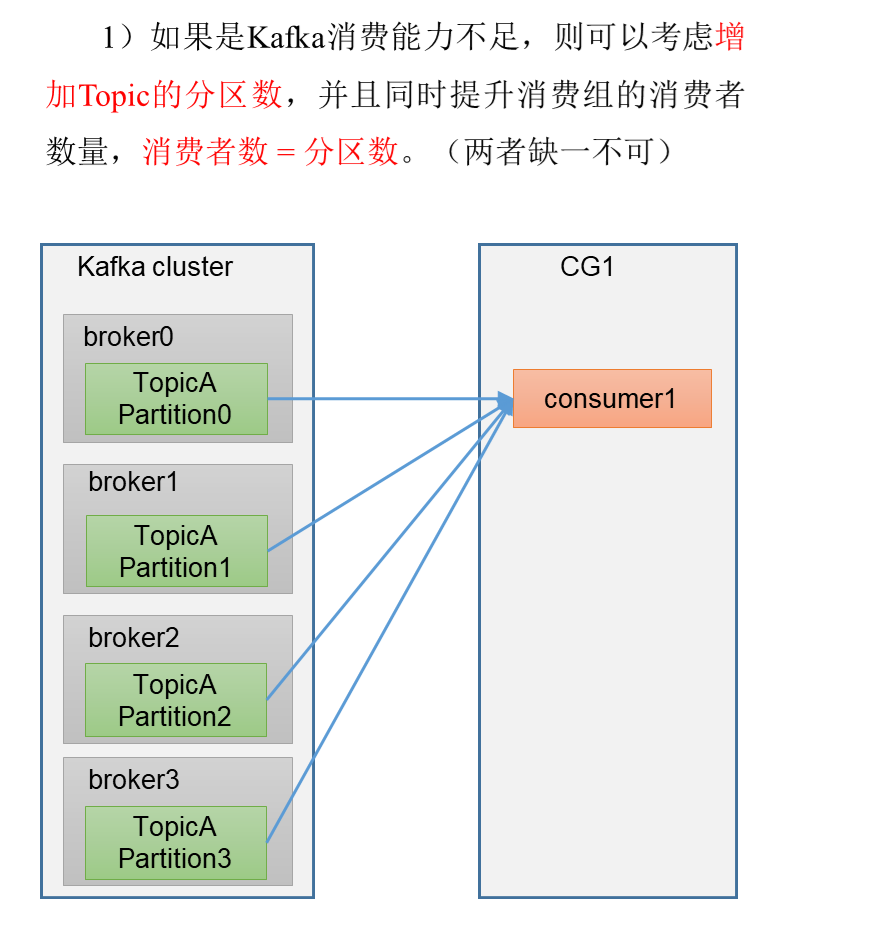 1）如果是Kafka消费能力不足，则可以考虑增
加Topic的分区数，并且同时提升消费组的消费者
数量，消费者数 = 分区数。（两者缺一不可）
Kafka cluster
broker0
TopicA
Partition0
broker1
TopicA
Partition1
broker2
TopicA
Partition2
broker3
TopicA
Partition3
CG1
consumer1